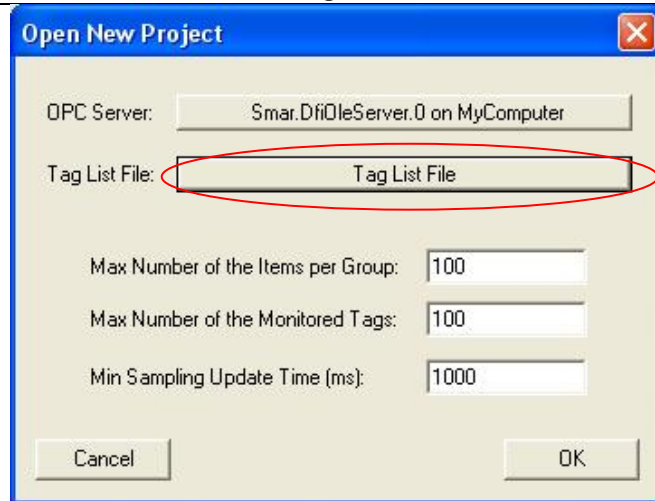 Open New Project
OPC Server: Smar.DfiOleServer.0 on MyComputer
Tag List File: Tag List File
Max Number of the Items per Group: 100
Max Number of the Monitored Tags: 100
Min Sampling Update Time (ms): 1000
Cancel OK